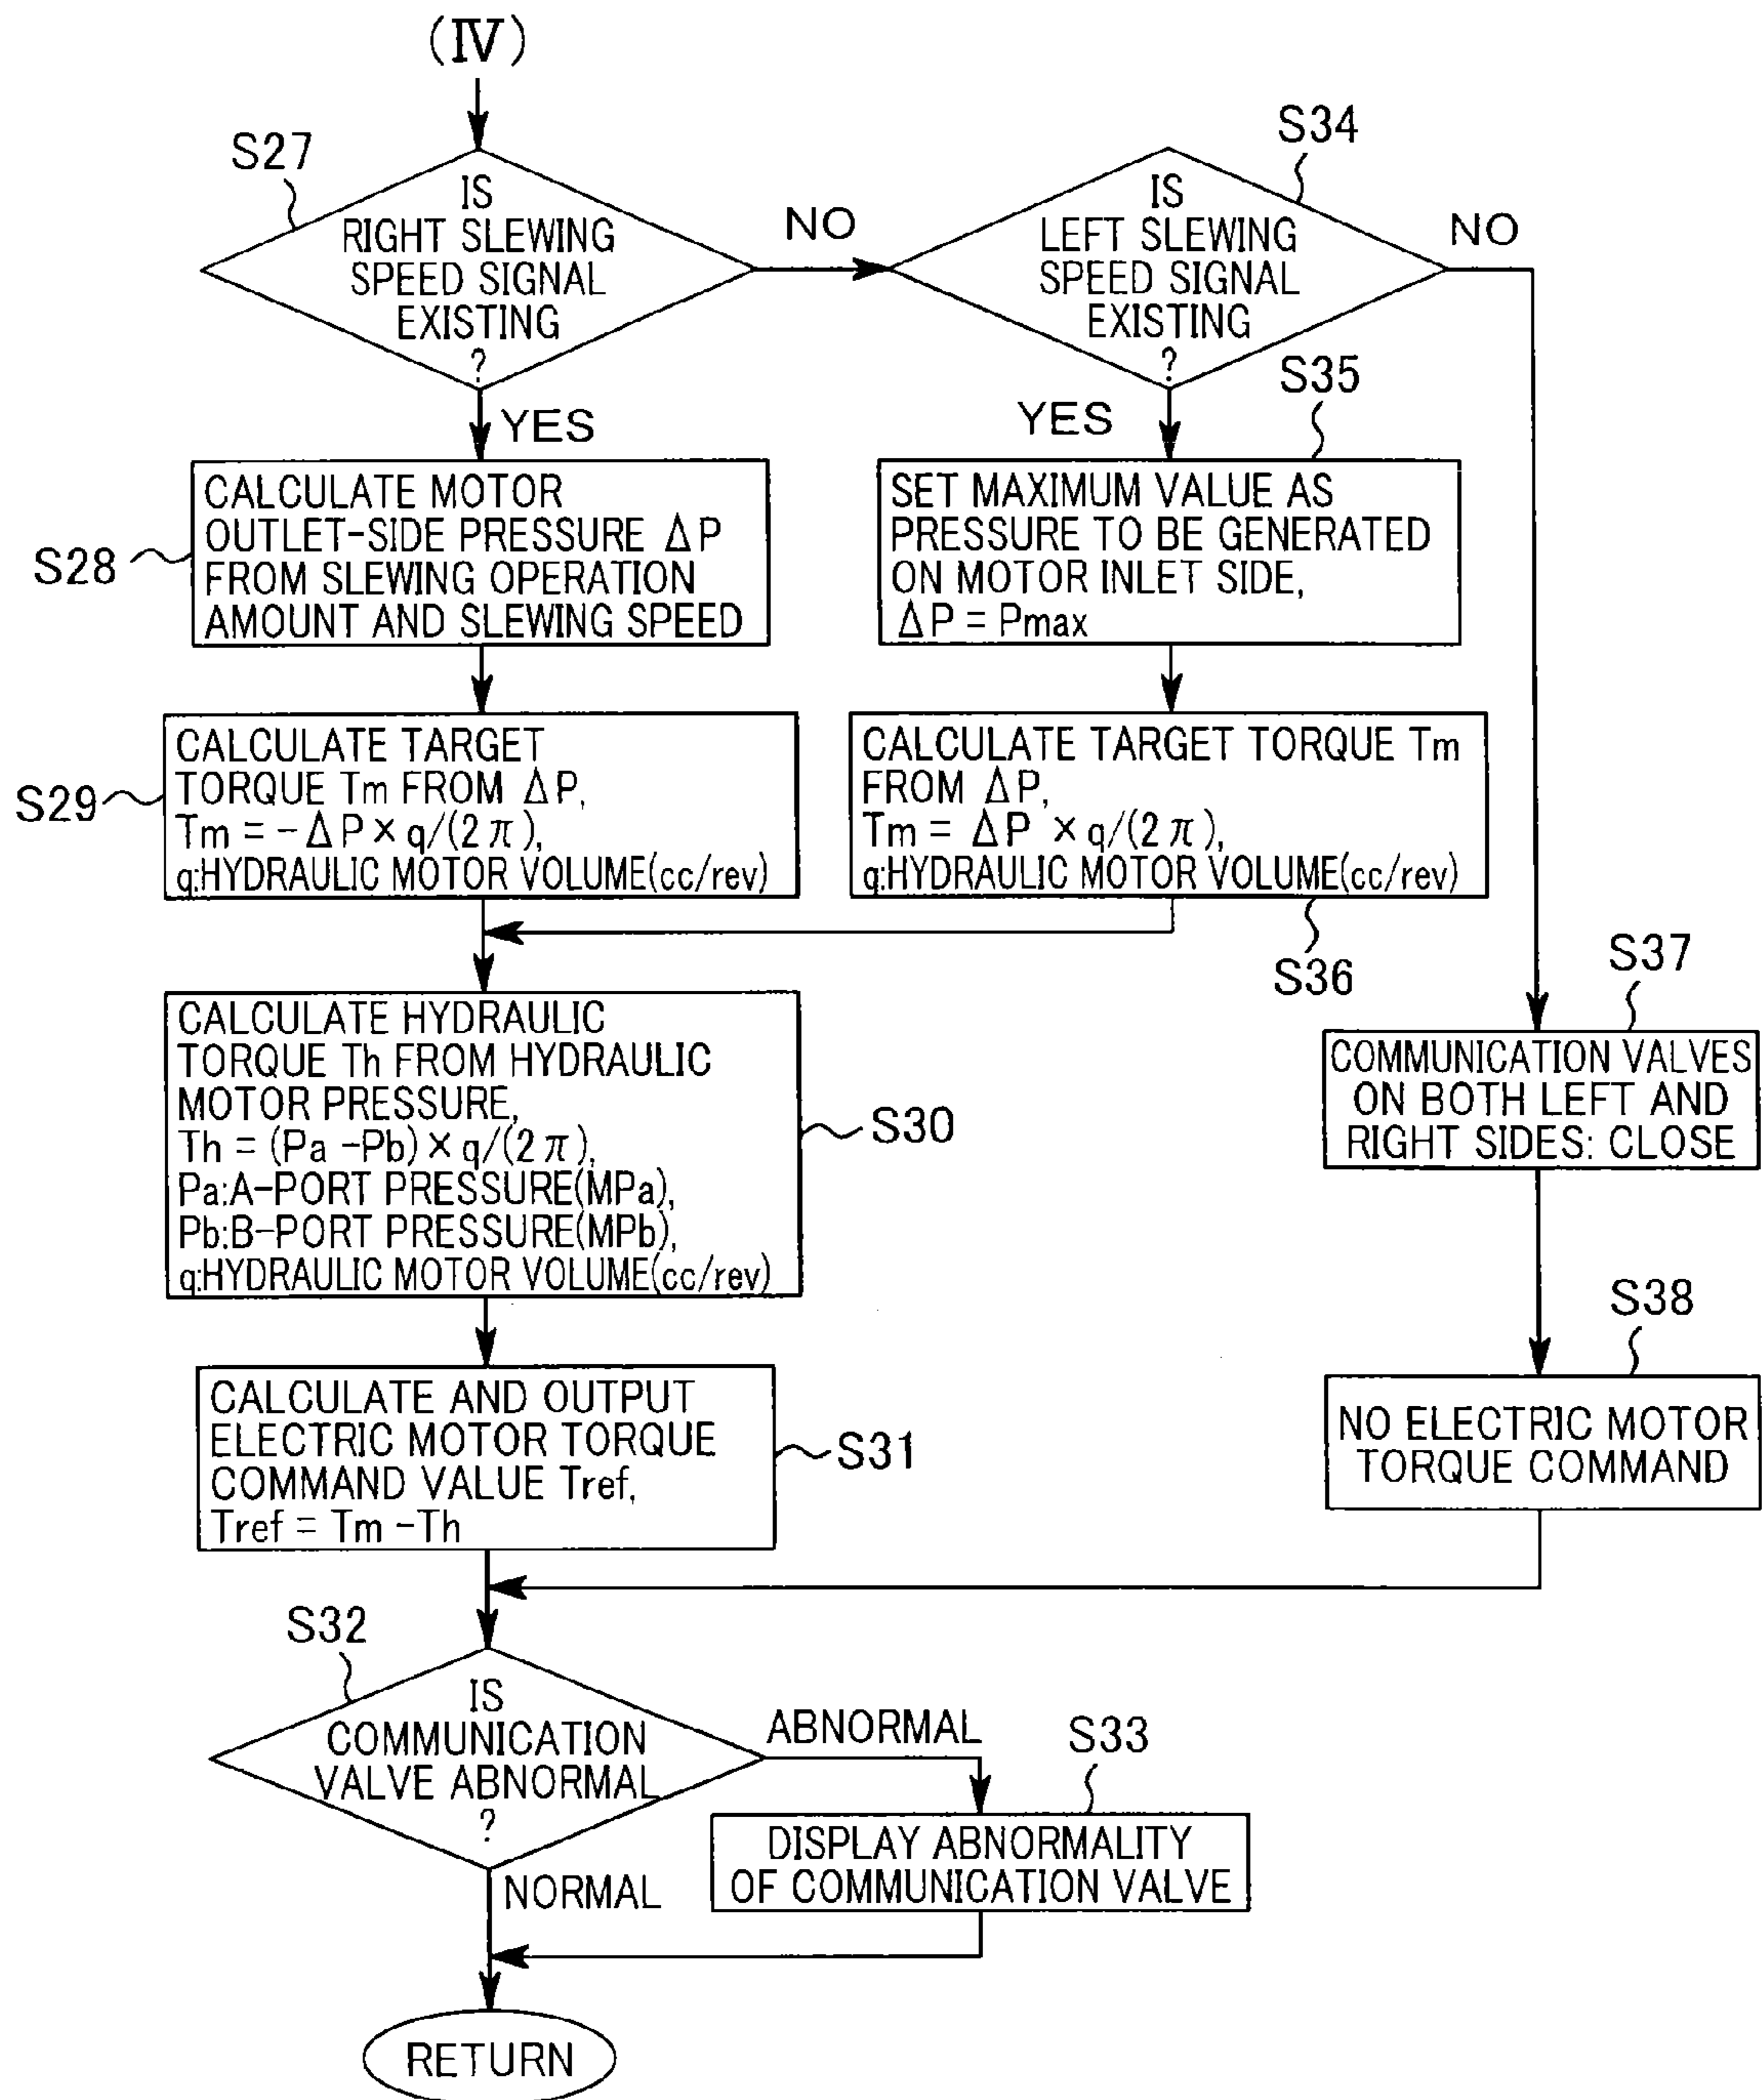 (IV)
S27
IS
RIGHT SLEWING
SPEED SIGNAL
EXISTING
?
NO
S34
IS
LEFT SLEWING
SPEED SIGNAL
EXISTING
?
NO
YES
S28
CALCULATE MOTOR
OUTLET-SIDE PRESSURE ΔP
FROM SLEWING OPERATION
AMOUNT AND SLEWING SPEED
YES
S35
SET MAXIMUM VALUE AS
PRESSURE TO BE GENERATED
ON MOTOR INLET SIDE,
ΔP = Pmax
S29
CALCULATE TARGET
TORQUE Tm FROM ΔP,
Tm = -ΔP × q/(2π),
q:HYDRAULIC MOTOR VOLUME(cc/rev)
CALCULATE TARGET TORQUE Tm
FROM ΔP,
Tm = ΔP × q/(2π),
q:HYDRAULIC MOTOR VOLUME(cc/rev)
S36
CALCULATE HYDRAULIC
TORQUE Th FROM HYDRAULIC
MOTOR PRESSURE,
Th = (Pa -Pb) × q/(2π),
Pa:A-PORT PRESSURE(MPa),
Pb:B-PORT PRESSURE(MPb),
q:HYDRAULIC MOTOR VOLUME(cc/rev)
S30
S37
COMMUNICATION VALVES
ON BOTH LEFT AND
RIGHT SIDES: CLOSE
CALCULATE AND OUTPUT
ELECTRIC MOTOR TORQUE
COMMAND VALUE Tref,
Tref = Tm -Th
S31
S38
NO ELECTRIC MOTOR
TORQUE COMMAND
S32
IS
COMMUNICATION
VALVE ABNORMAL
?
ABNORMAL
S33
DISPLAY ABNORMALITY
OF COMMUNICATION VALVE
NORMAL
RETURN